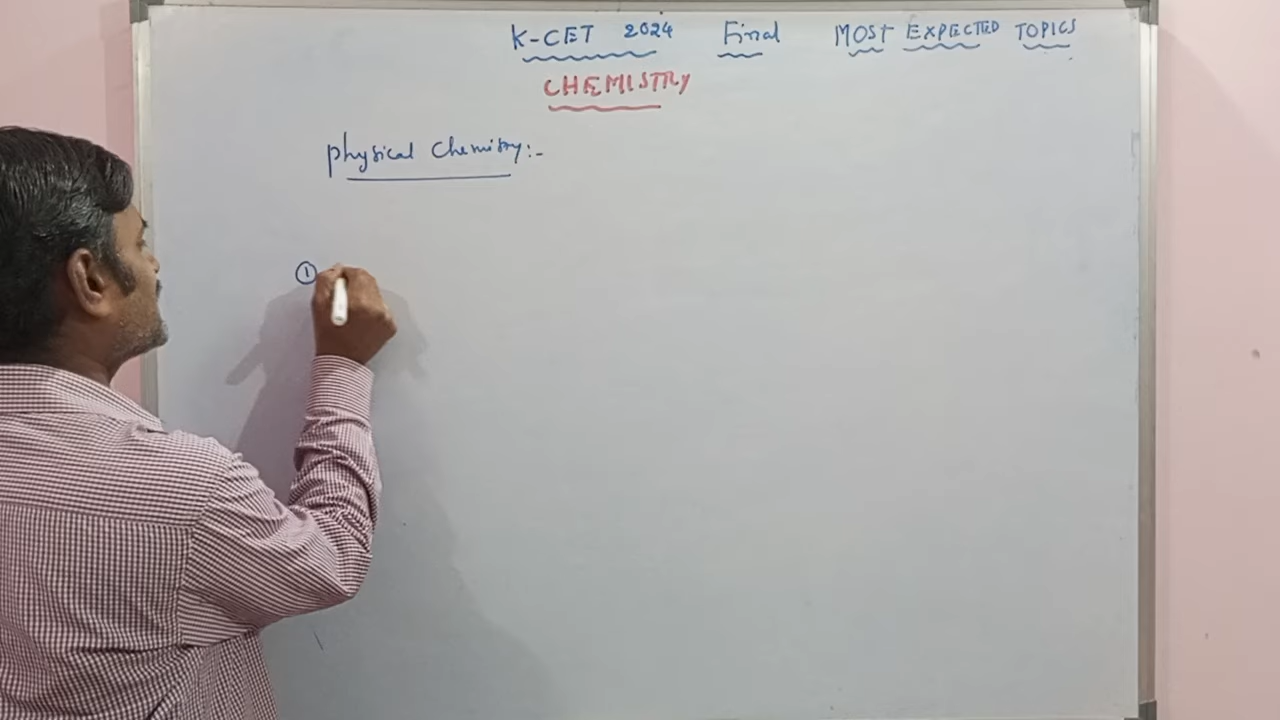 K-CET 2024 Final MOST EXPECTED TOPICS
CHEMISTRY
Physical Chemistry:-
①